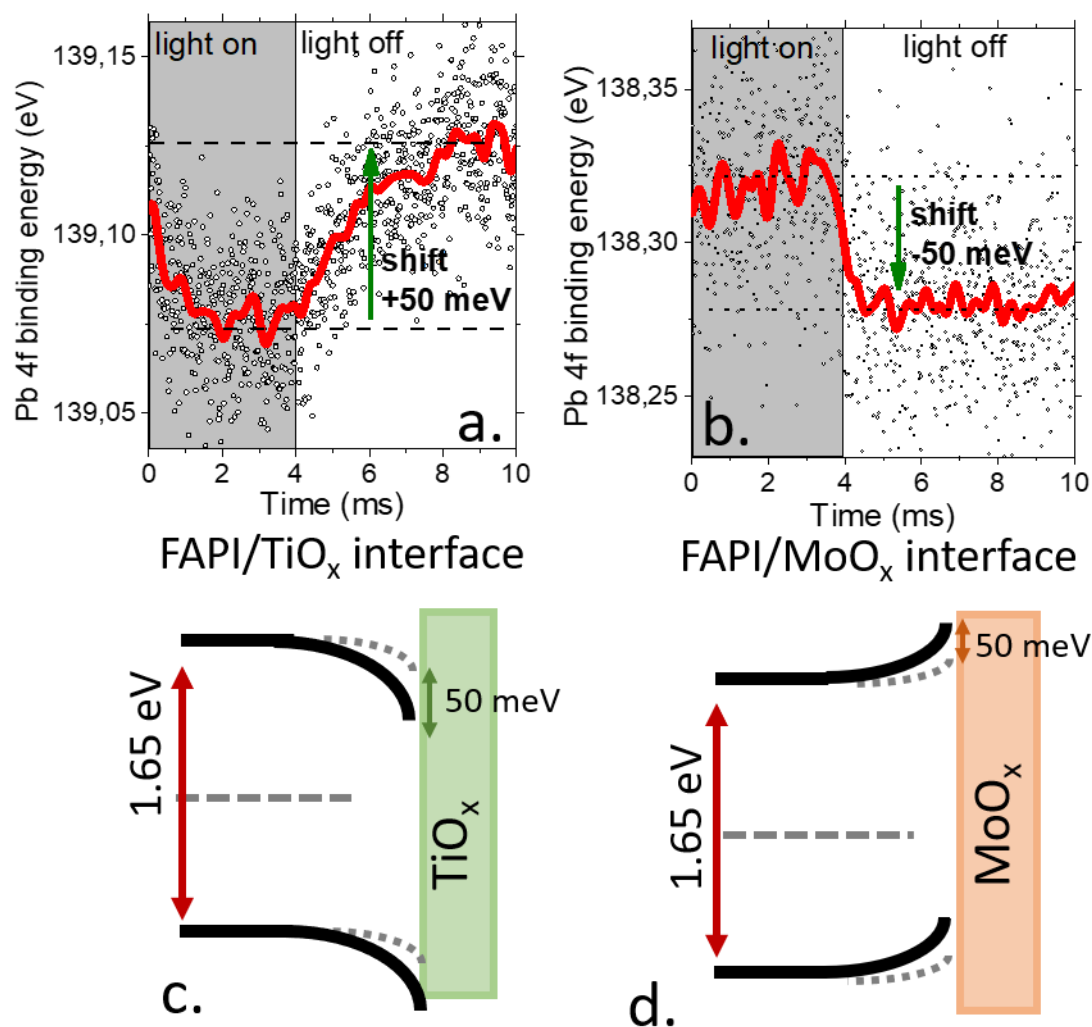 light on
light off
139,15
139,10
139,05
Pb 4f binding energy (eV)
shift
+50 meV
a.
0 2 4 6 8 10
Time (ms)
FAPI/TiOx interface
light on
light off
138,35
138,30
138,25
Pb 4f binding energy (eV)
shift
-50 meV
b.
0 2 4 6 8 10
Time (ms)
FAPI/MoOx interface
1.65 eV
50 meV
TiOx
c.
1.65 eV
50 meV
MoOx
d.